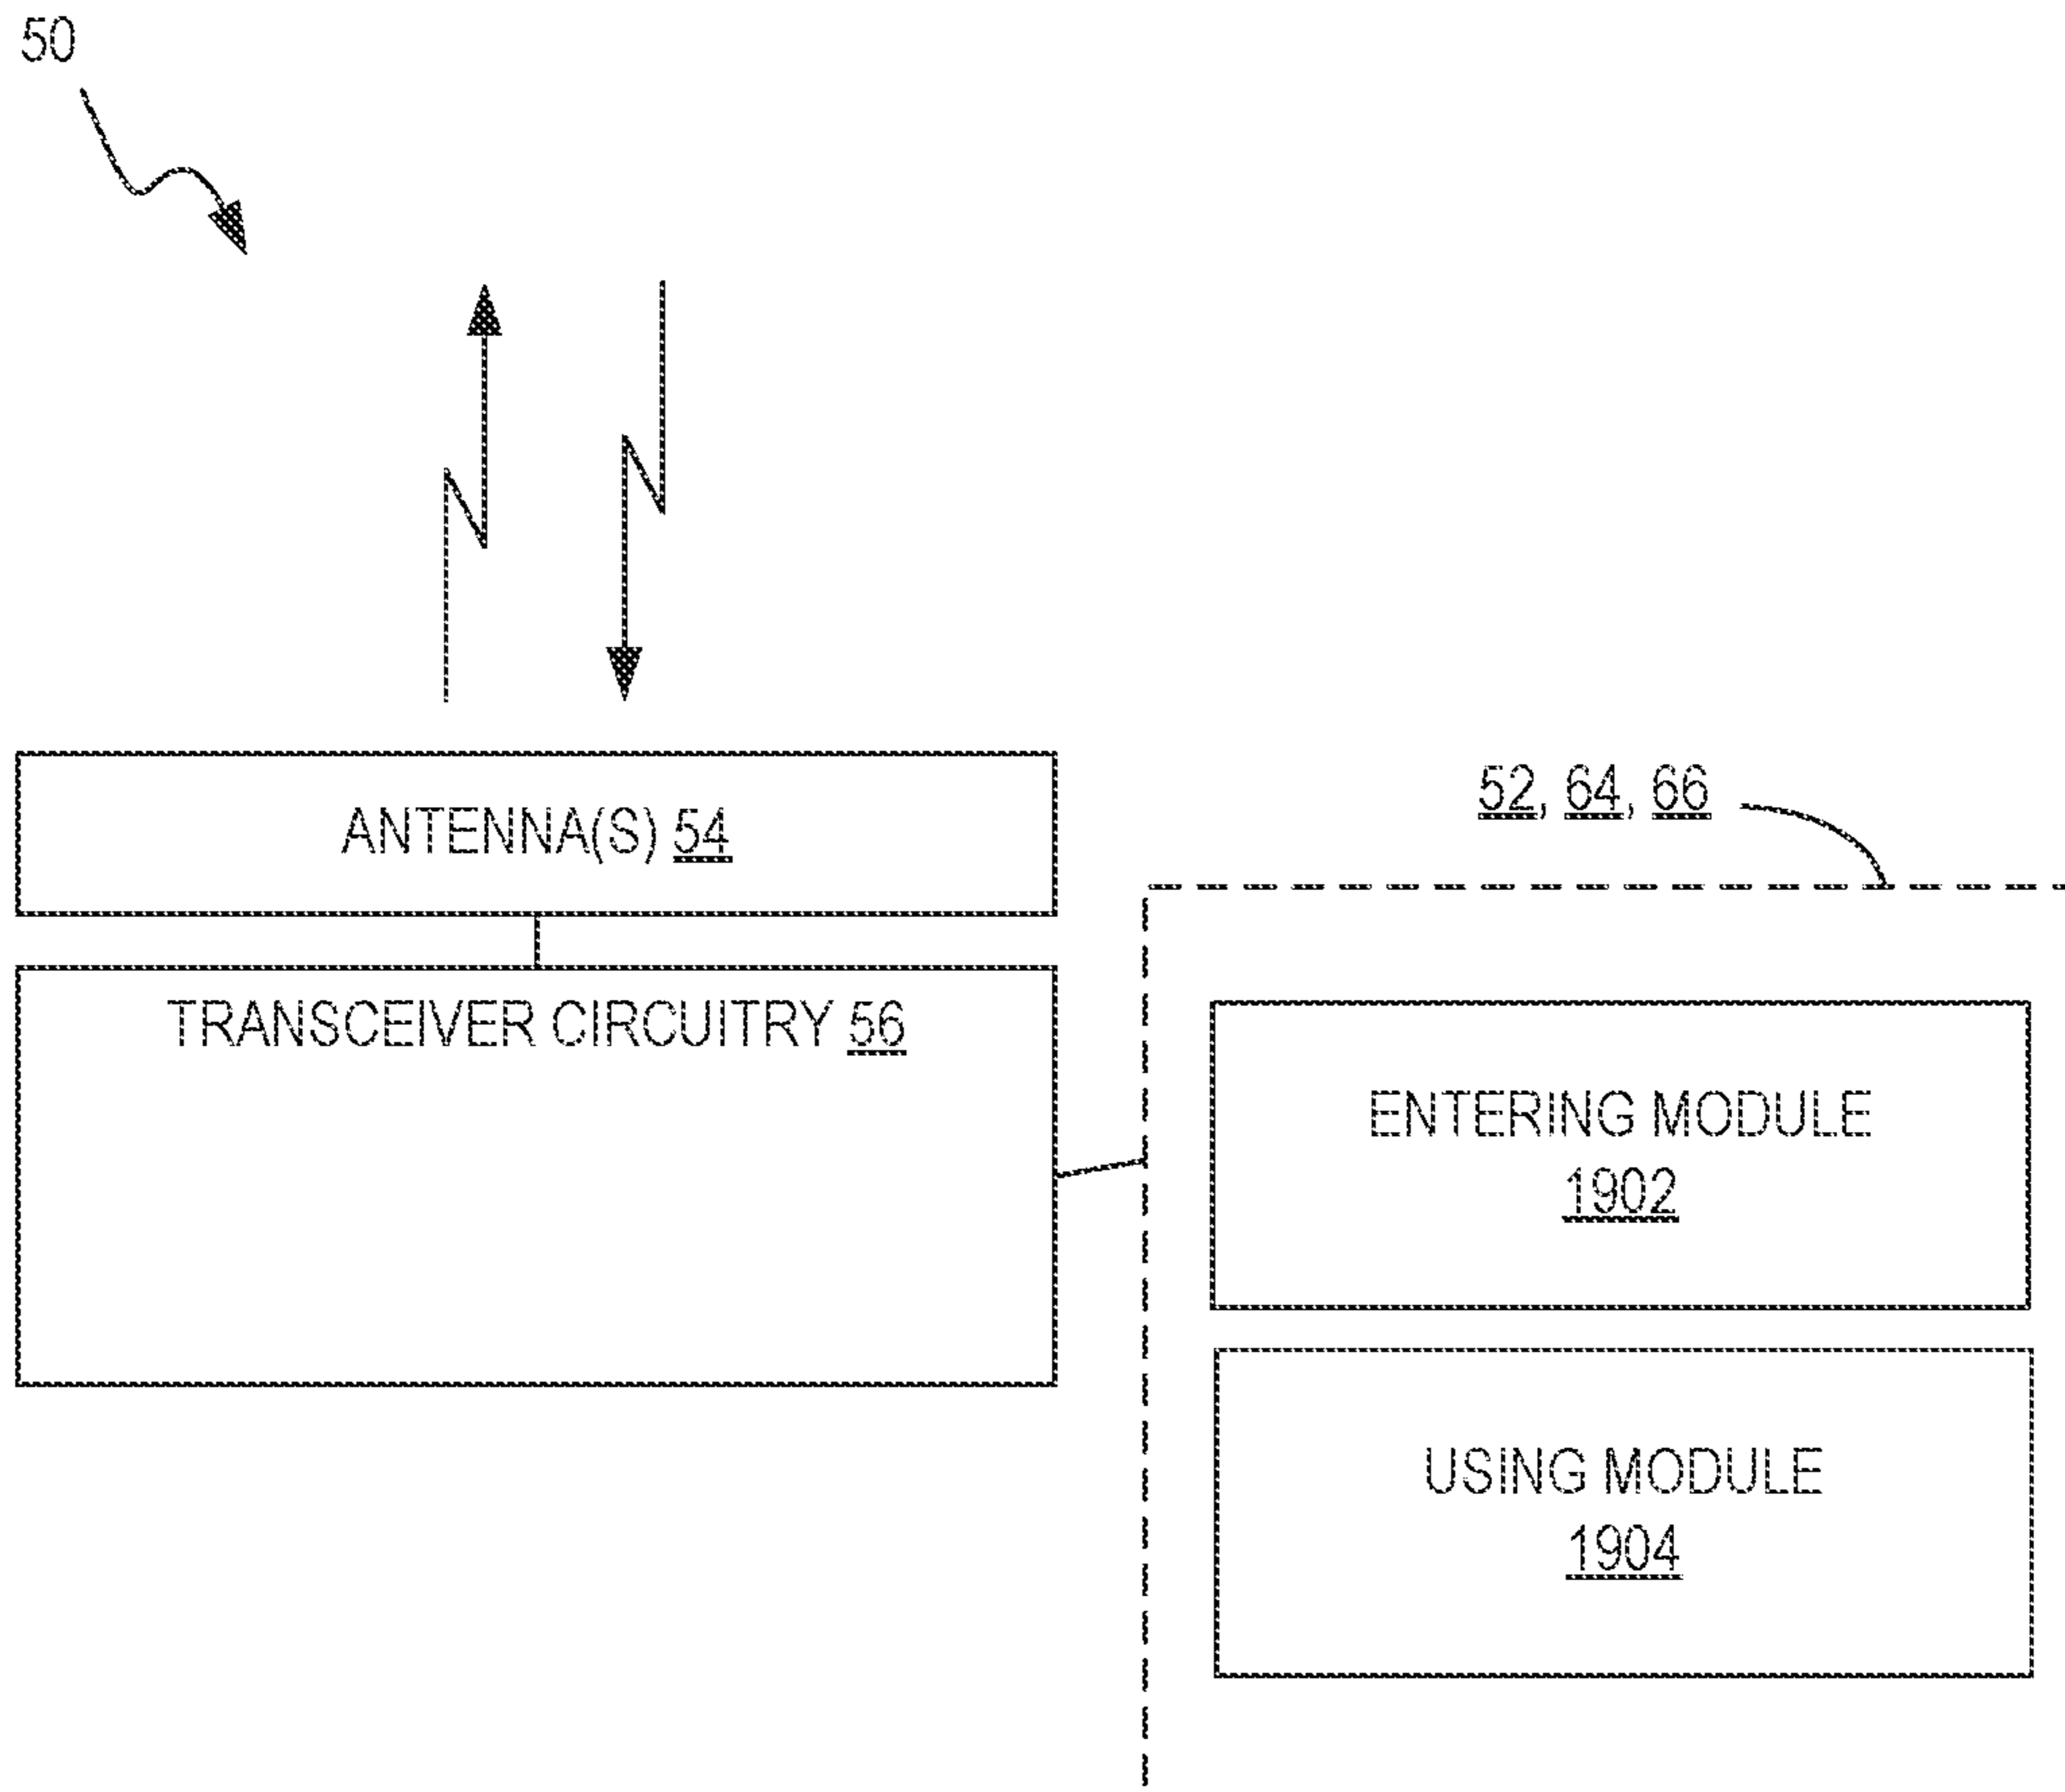 50
ANTENNA(S) 54
52, 64, 66
TRANSCEIVER CIRCUITRY 56
ENTERING MODULE
1902
USING MODULE
1904